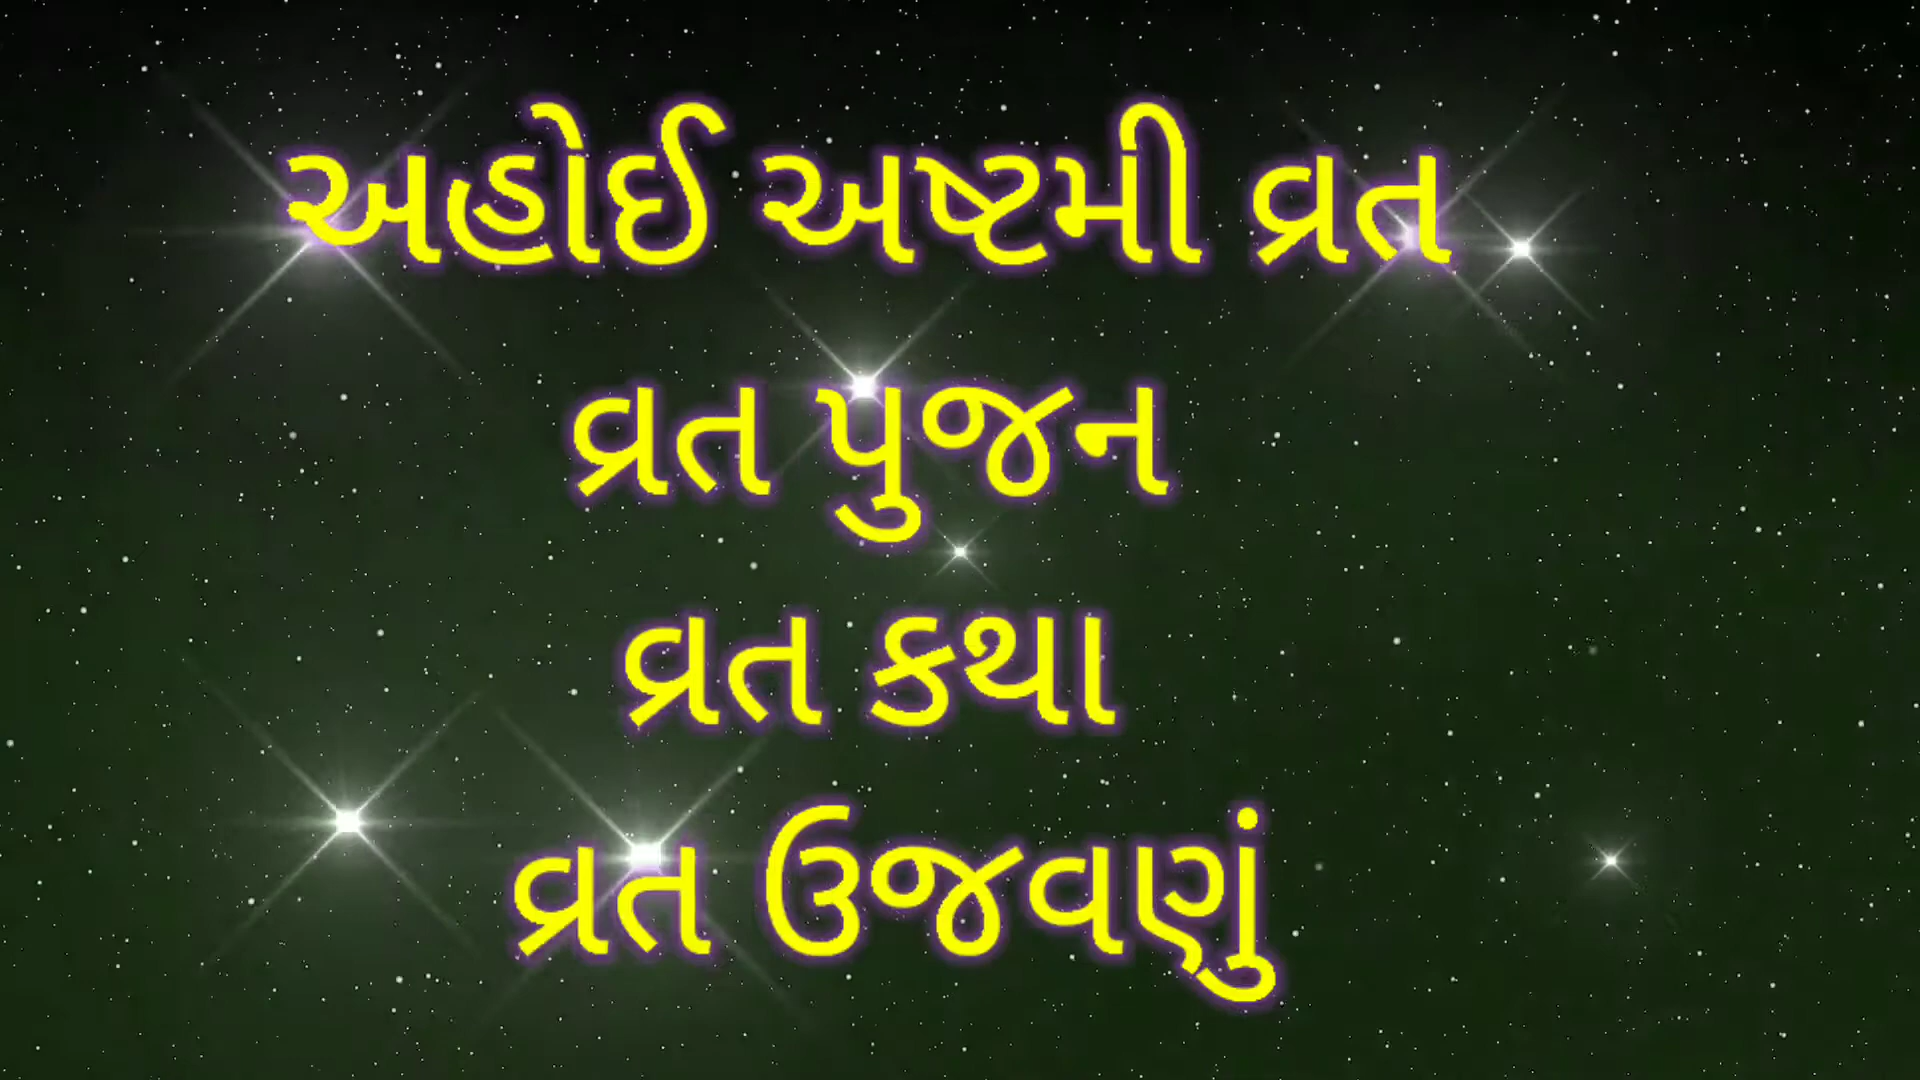 અહોઈ અષ્ટમી વ્રત
વ્રત પુજન
વ્રત કથા
વ્રત ઉજવણું